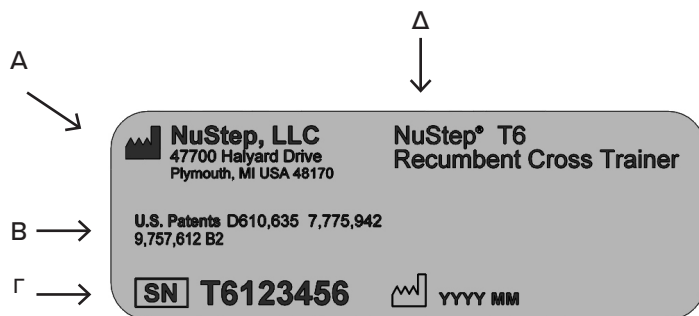 Δ
Α
NuStep, LLC
47700 Halyard Drive
Plymouth, MI USA 48170
NuStep® T6
Recumbent Cross Trainer
Β
U.S. Patents D610,635 7,775,942
9,757,612 B2
Γ
SN T6123456
YYYY MM